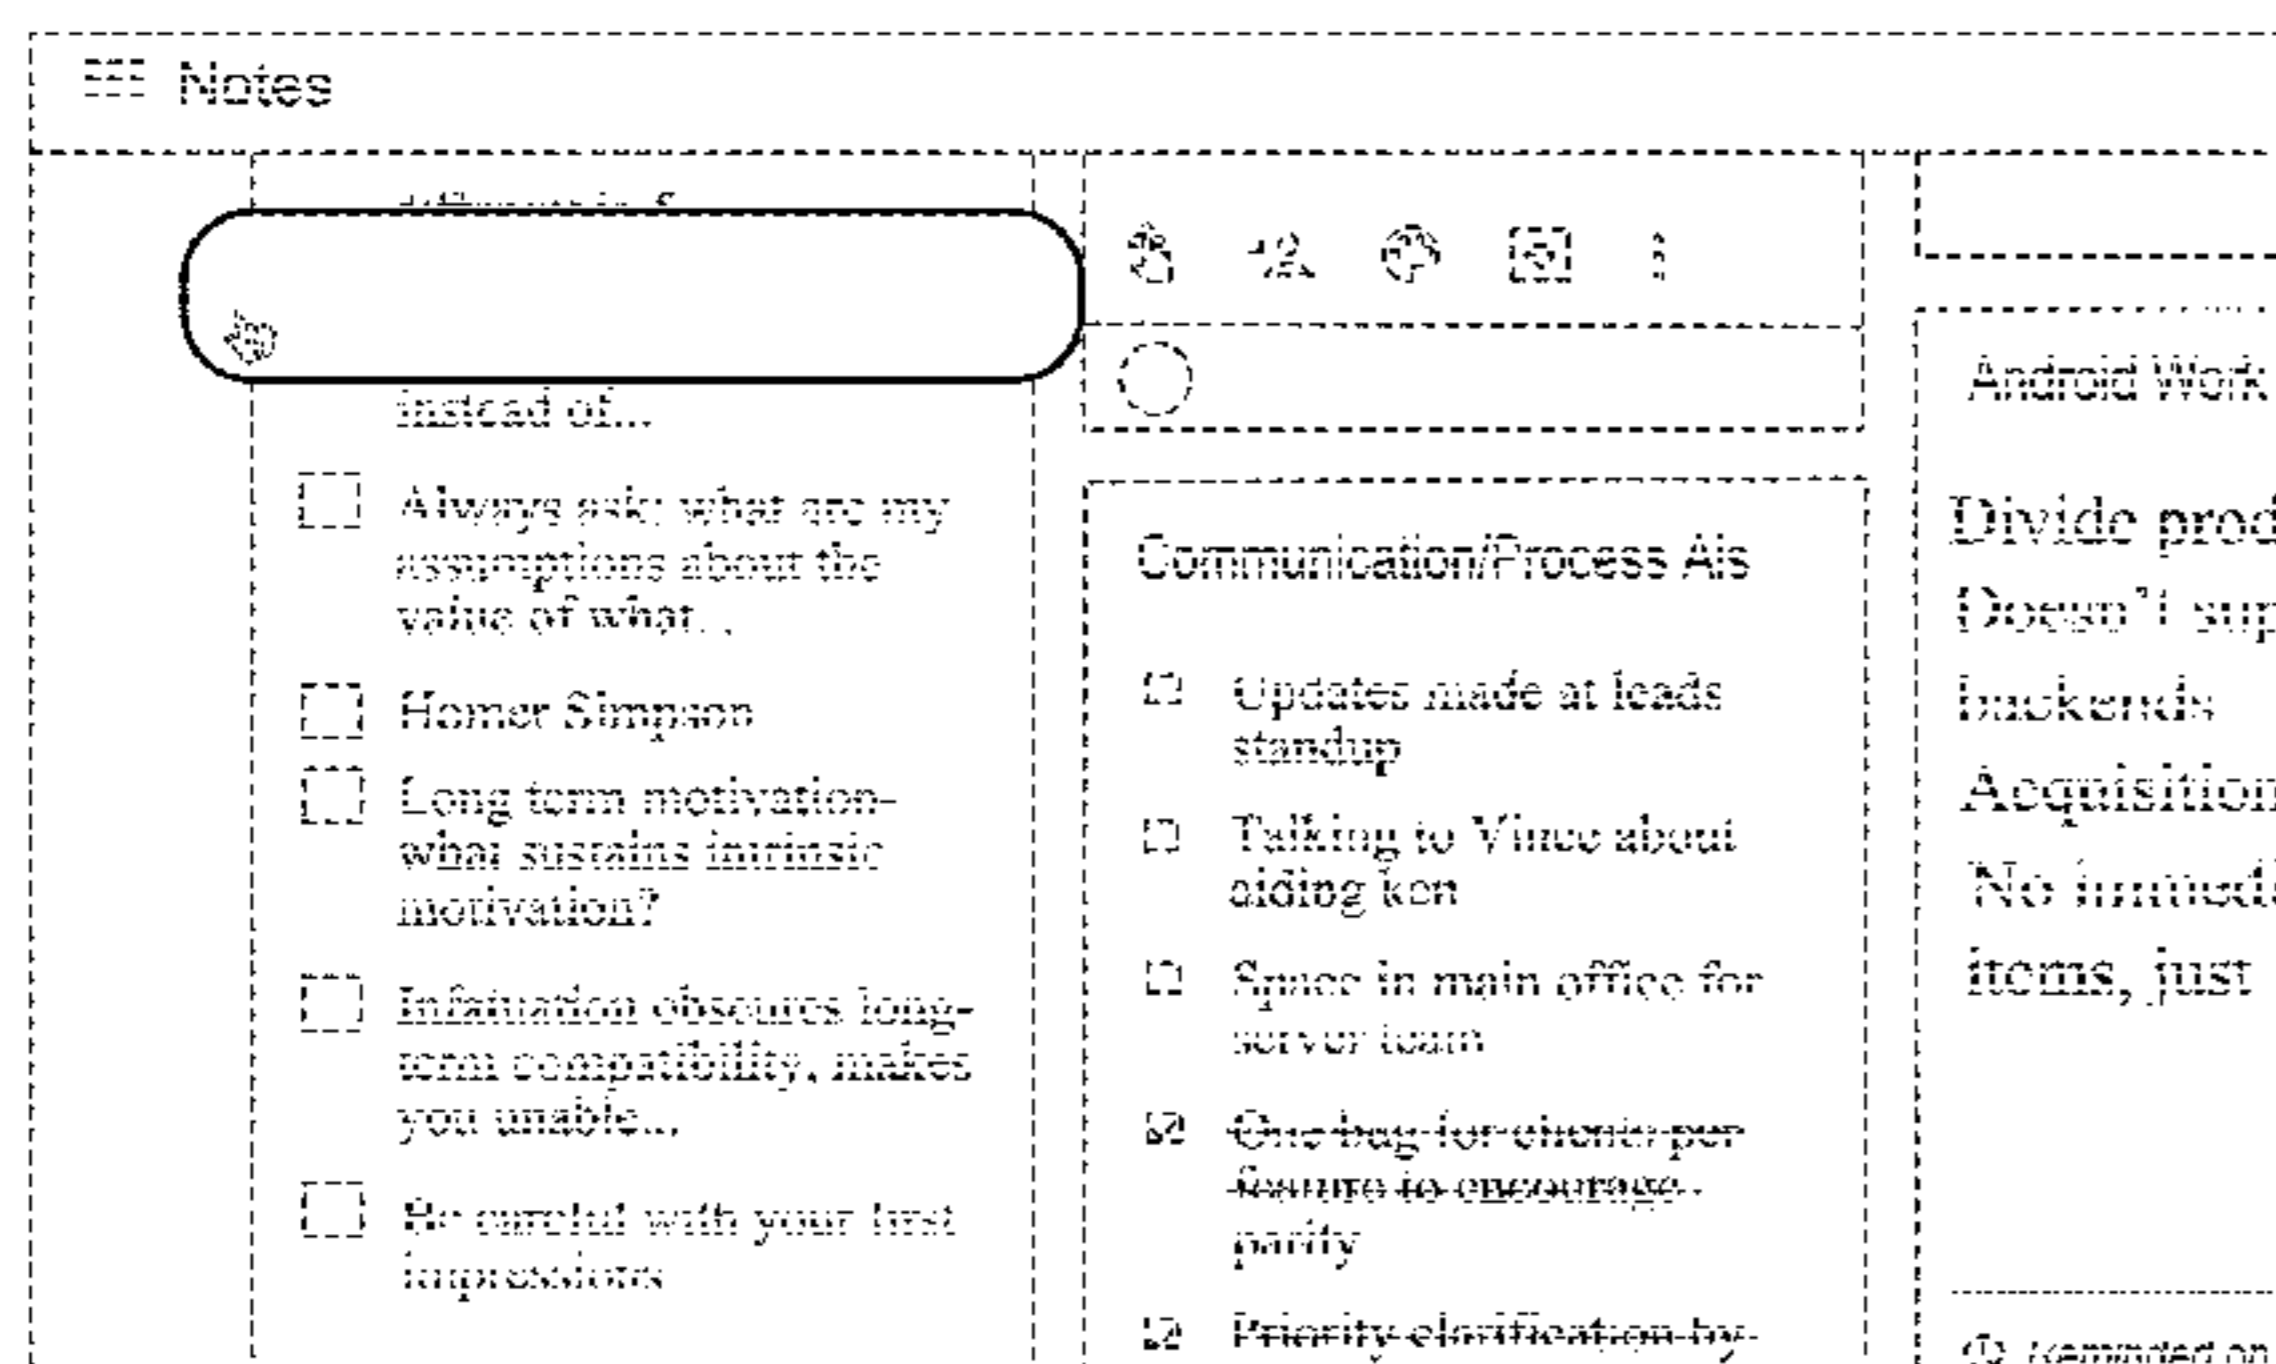 Notes
instead of...
Always ask: what are my
assumptions about the
value of what...
Homer Simpson
Long term motivation-
what sustains intrinsic
motivation?
Infatuation obscures long-
term compatibility, makes
you unable...
Be careful with your first
impressions
Communication/Process AIs
Updates made at leads
standup
Talking to Vince about
aiding ken
Space in main office for
server team
One bug for clients per
feature to encourage
parity
Priority clarification by
Android Work
Divide prod
Doesn't sup
backends
Acquisition
No immedi
items, just